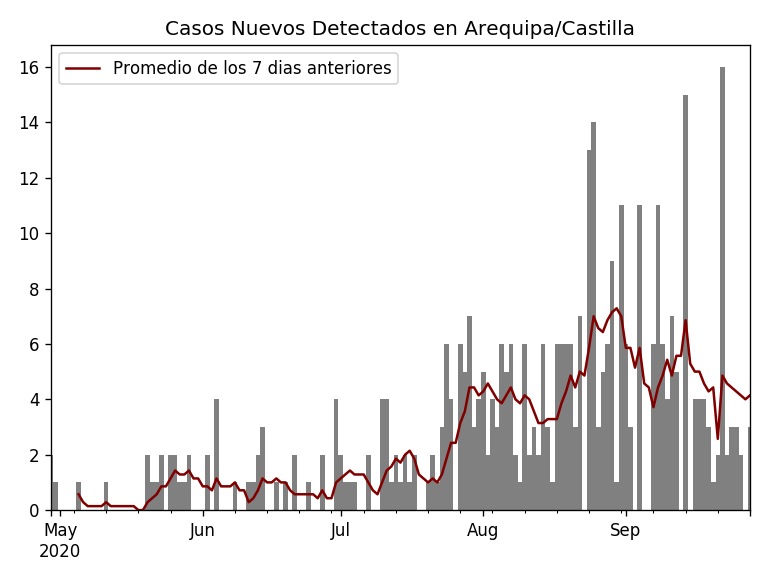 Casos Nuevos Detectados en Arequipa/Castilla
Promedio de los 7 dias anteriores
16
14
12
10
8
6
4
2
0
May
2020
Jun
Jul
Aug
Sep